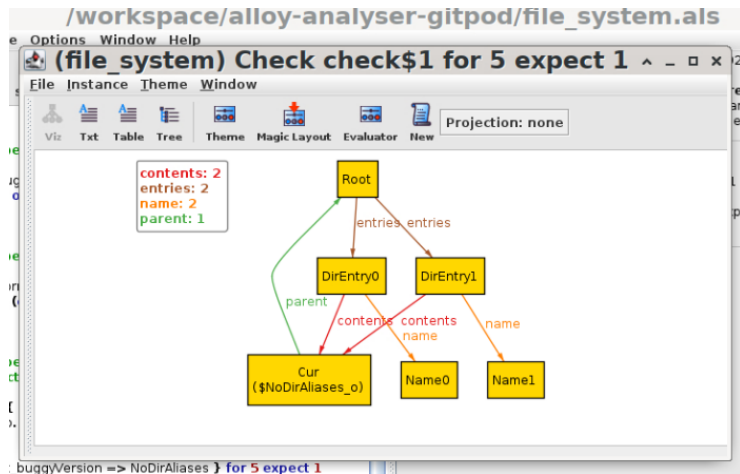 /workspace/alloy-analyser-gitpod/file_system.als
e Options Window Help
(file_system) Check check$1 for 5 expect 1
File Instance Theme Window
Viz Txt Table Tree Theme Magic Layout Evaluator New Projection: none
contents: 2
entries: 2
name: 2
parent: 1
Root
entries entries
DirEntry0 DirEntry1
parent
contents contents
name name
Cur
($NoDirAliases_o)
Name0 Name1
buggyVersion => NoDirAliases } for 5 expect 1